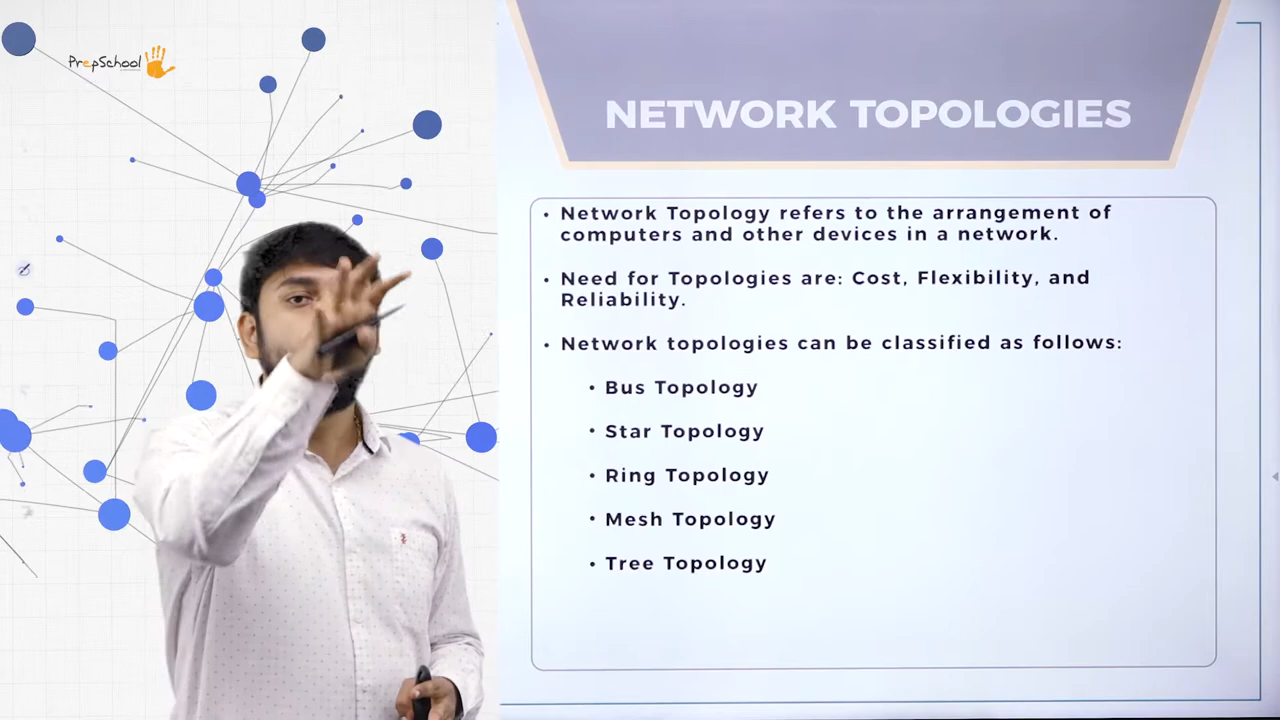 PrepSchool
NETWORK TOPOLOGIES
• Network Topology refers to the arrangement of
computers and other devices in a network.
• Need for Topologies are: Cost, Flexibility, and
Reliability.
• Network topologies can be classified as follows:
• Bus Topology
• Star Topology
• Ring Topology
• Mesh Topology
• Tree Topology